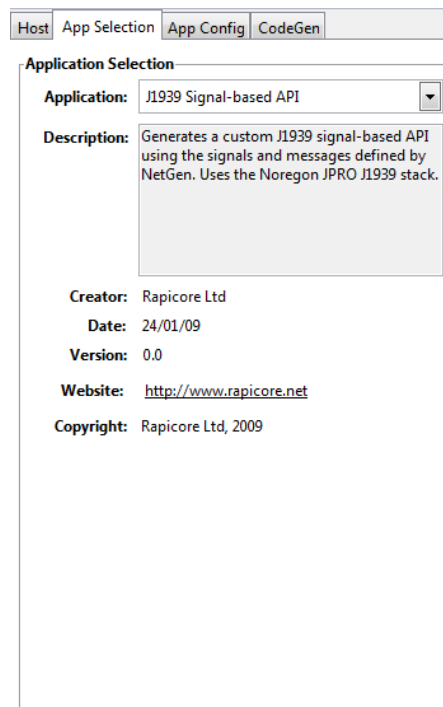 Host App Selection App Config CodeGen
Application Selection
Application: J1939 Signal-based API
Description: Generates a custom J1939 signal-based API
using the signals and messages defined by
NetGen. Uses the Noregon JPRO J1939 stack.
Creator: Rapicore Ltd
Date: 24/01/09
Version: 0.0
Website: http://www.rapicore.net
Copyright: Rapicore Ltd, 2009